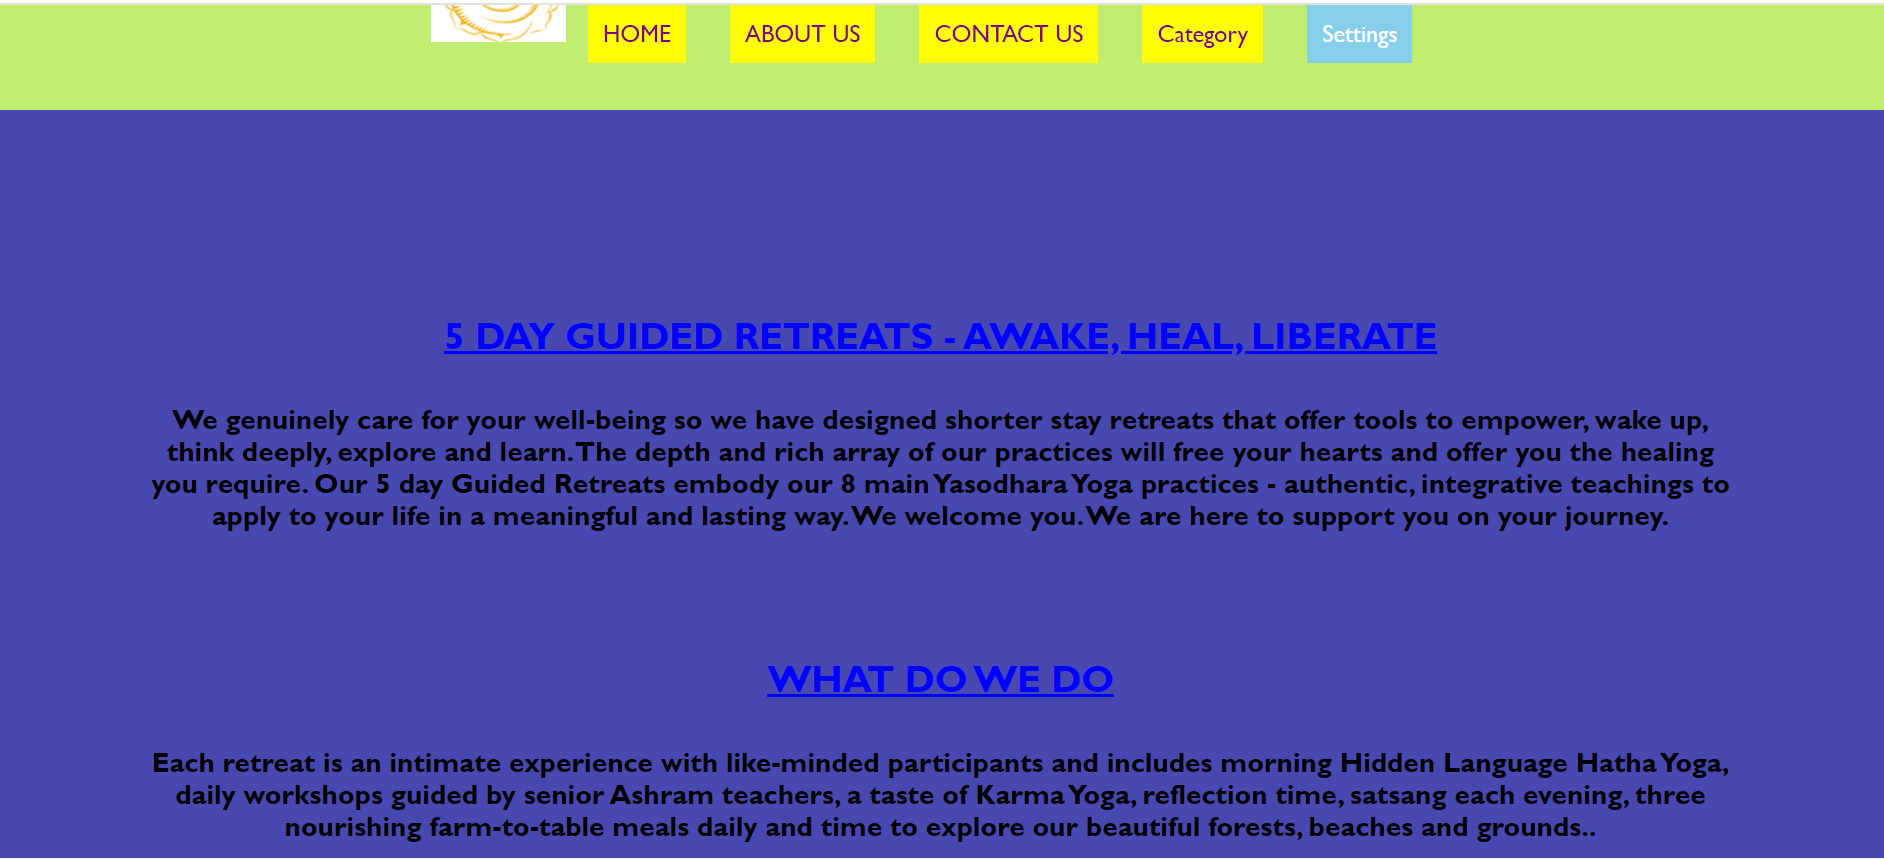 HOME ABOUT US CONTACT US Category Settings
5 DAY GUIDED RETREATS - AWAKE, HEAL, LIBERATE
We genuinely care for your well-being so we have designed shorter stay retreats that offer tools to empower, wake up,
think deeply, explore and learn. The depth and rich array of our practices will free your hearts and offer you the healing
you require. Our 5 day Guided Retreats embody our 8 main Yasodhara Yoga practices - authentic, integrative teachings to
apply to your life in a meaningful and lasting way. We welcome you. We are here to support you on your journey.
WHAT DO WE DO
Each retreat is an intimate experience with like-minded participants and includes morning Hidden Language Hatha Yoga,
daily workshops guided by senior Ashram teachers, a taste of Karma Yoga, reflection time, satsang each evening, three
nourishing farm-to-table meals daily and time to explore our beautiful forests, beaches and grounds..